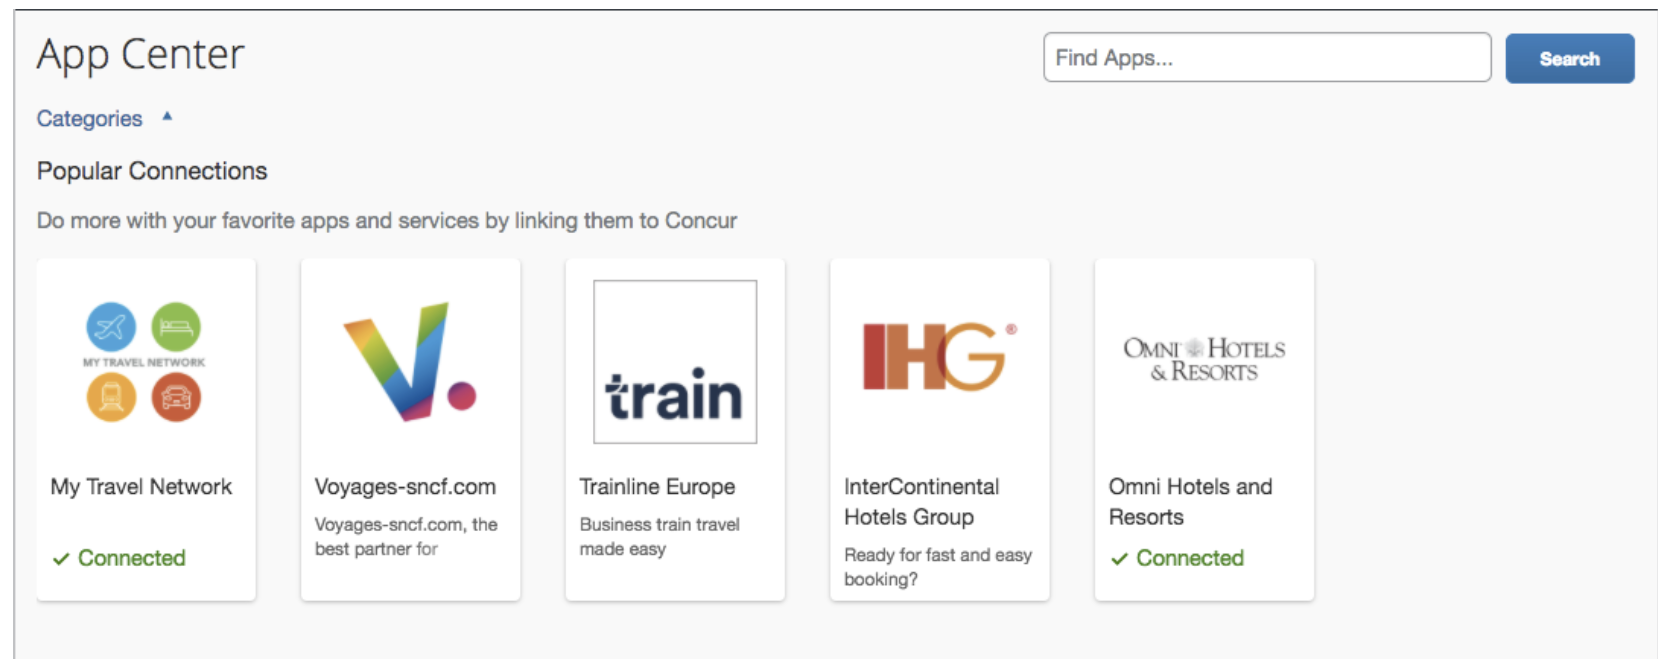 App Center
Find Apps...
Search
Categories
Popular Connections
Do more with your favorite apps and services by linking them to Concur
MY TRAVEL NETWORK
My Travel Network
Connected
V.
Voyages-sncf.com
Voyages-sncf.com, the
best partner for
train
Trainline Europe
Business train travel
made easy
IHG®
InterContinental
Hotels Group
Ready for fast and easy
booking?
OMNI HOTELS
& RESORTS
Omni Hotels and
Resorts
Connected